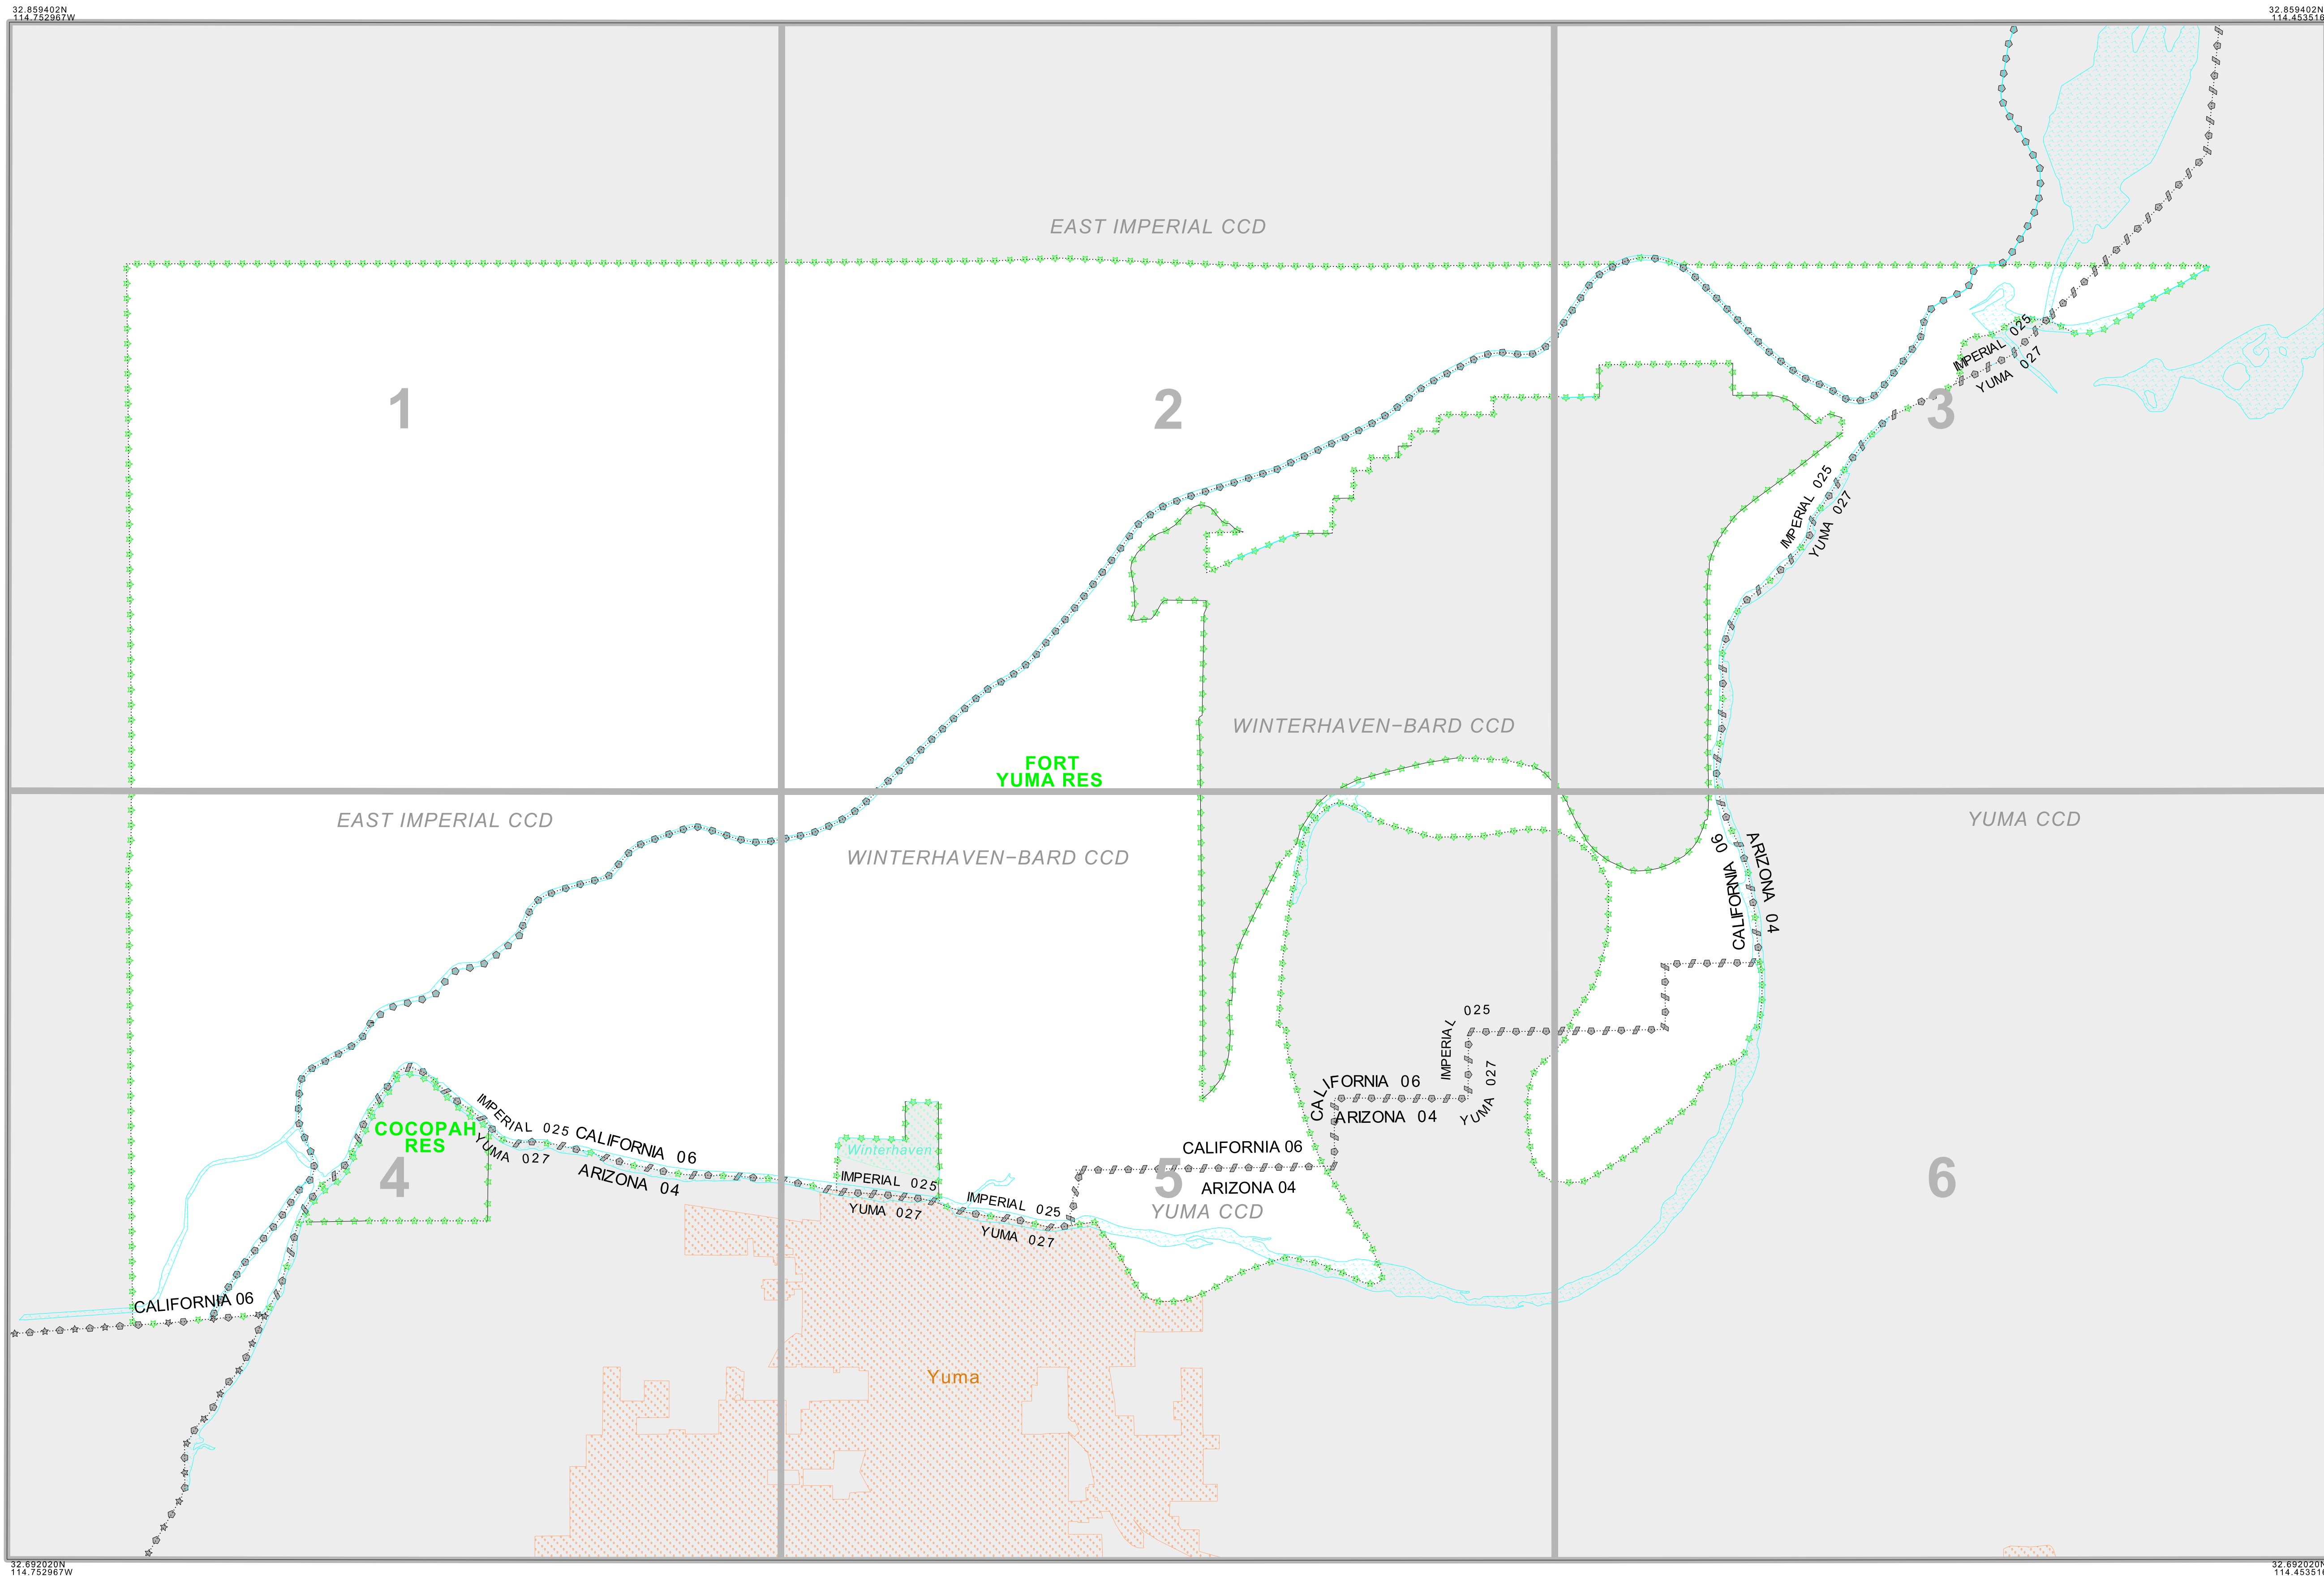 32.859402N
114.752967W
32.859402N
114.453516
EAST IMPERIAL CCD
1
2
3
IMPERIAL 025
YUMA 027
IMPERIAL 025
YUMA 027
WINTERHAVEN-BARD CCD
FORT
YUMA RES
EAST IMPERIAL CCD
WINTERHAVEN-BARD CCD
YUMA CCD
CALIFORNIA 06
ARIZONA 04
IMPERIAL 025
YUMA 027
CALIFORNIA 06
ARIZONA 04
COCOPAH
RES
4
IMPERIAL 025
YUMA 027
CALIFORNIA 06
ARIZONA 04
Winterhaven
IMPERIAL 025
YUMA 027
IMPERIAL 025
YUMA 027
CALIFORNIA 06
5
ARIZONA 04
YUMA CCD
6
CALIFORNIA 06
Yuma
32.692020N
114.752967W
32.692020N
114.453516